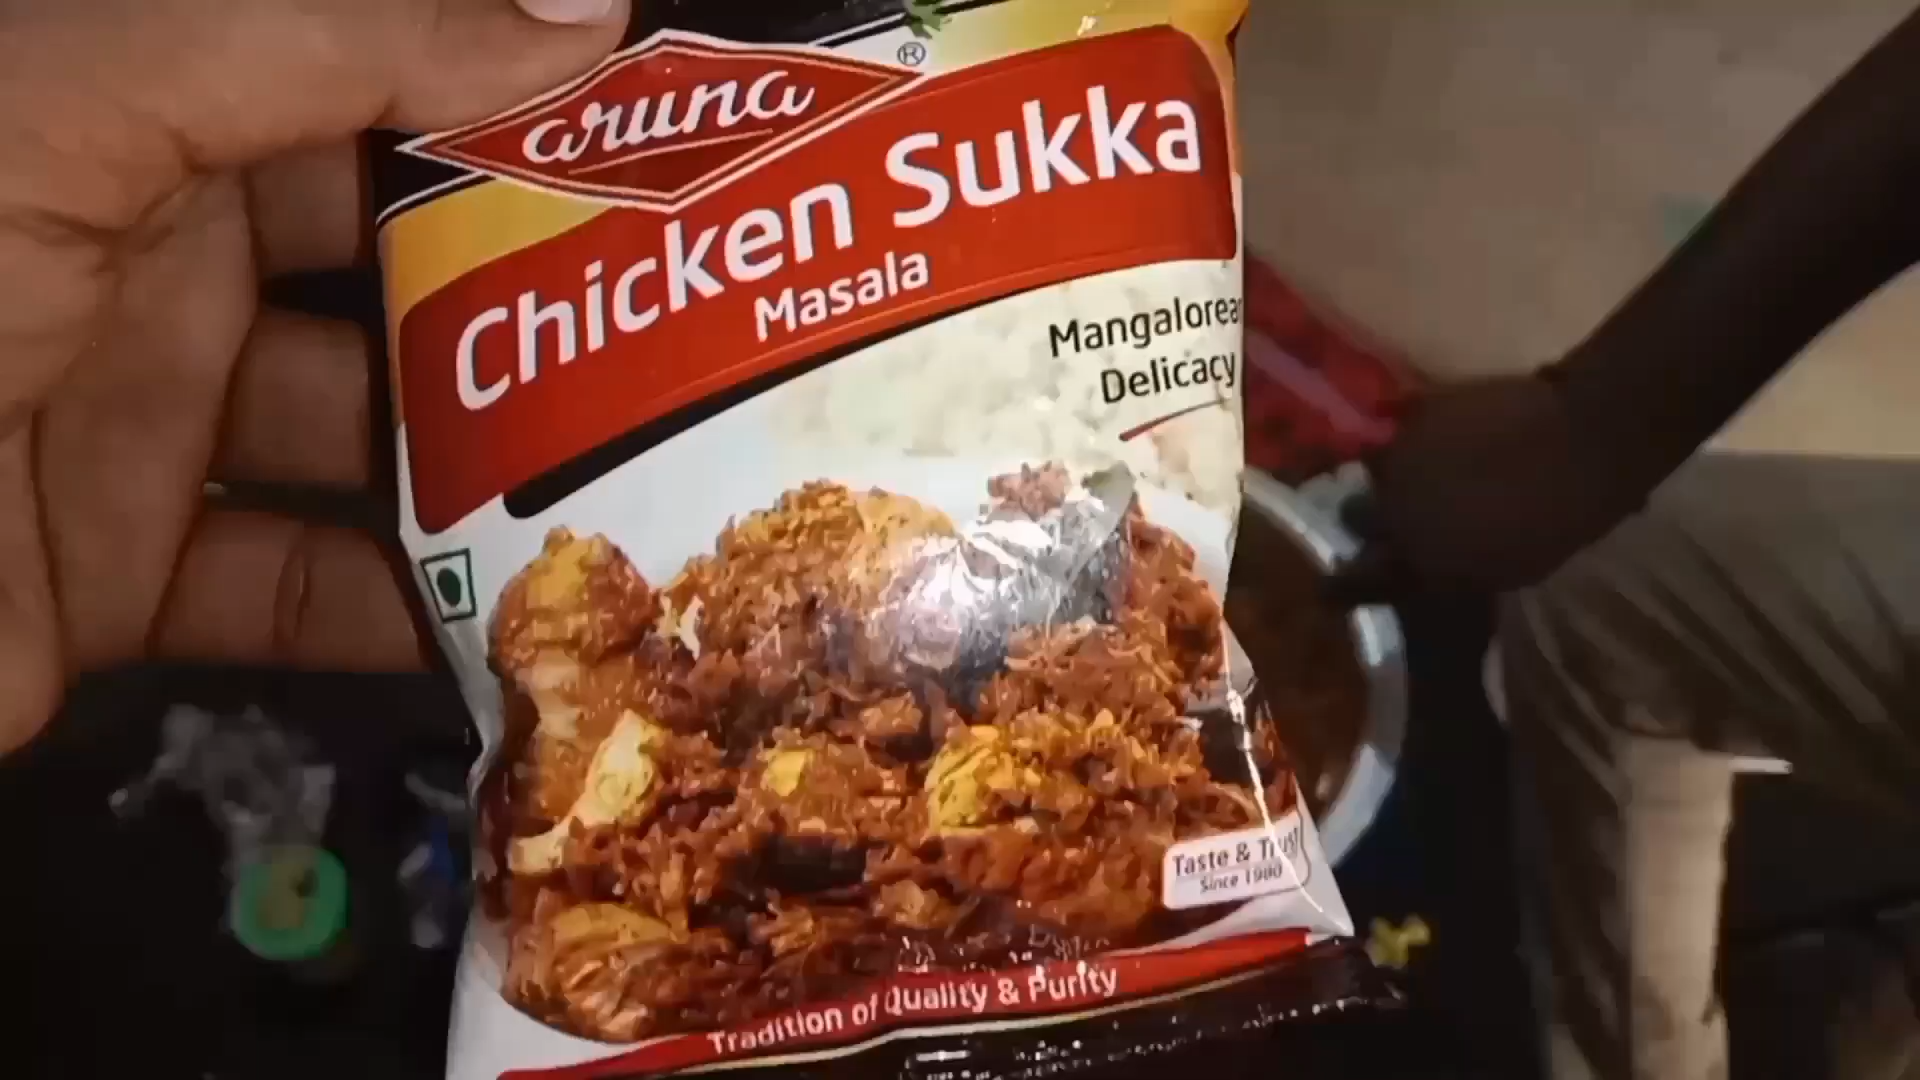 aruna ®
Chicken Sukka
Masala
Mangalorean
Delicacy
Taste & Trust
Since 1980
Tradition of Quality & Purity